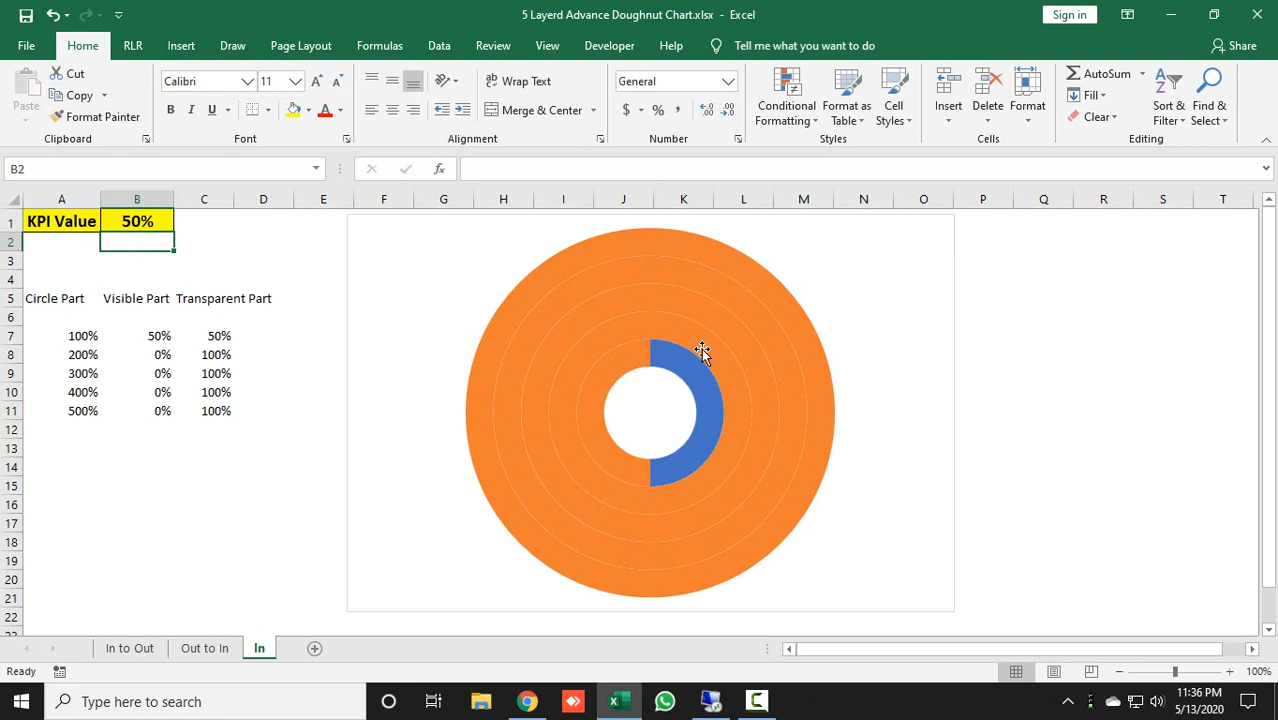 5 Layerd Advance Doughnut Chart.xlsx - Excel
Sign in
File Home RLR Insert Draw Page Layout Formulas Data Review View Developer Help Tell me what you want to do Share
Paste
Cut
Copy
Format Painter
Clipboard
Calibri 11
B I U
Font
Wrap Text
Merge & Center
Alignment
General
$ % ,
Number
Conditional Formatting
Format as Table
Cell Styles
Styles
Insert
Delete
Format
Cells
AutoSum
Fill
Clear
Sort & Filter
Find & Select
Editing
B2 fx
A B C D E F G H I J K L M N O P Q R S T
1 KPI Value 50%
2
3
4
5 Circle Part Visible Part Transparent Part
6
7 100% 50% 50%
8 200% 0% 100%
9 300% 0% 100%
10 400% 0% 100%
11 500% 0% 100%
12
13
14
15
16
17
18
19
20
21
22
In to Out Out to In In
Ready 100%
Type here to search
11:36 PM
5/13/2020